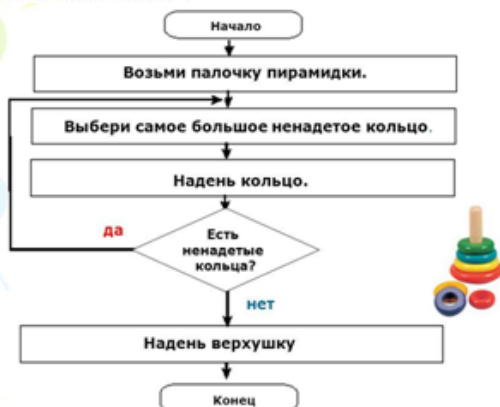 Начало
Возьми палочку пирамидки.
Выбери самое большое ненадетое кольцо.
Надень кольцо.
да
Есть
ненадетые
кольца?
нет
Надень верхушку
Конец